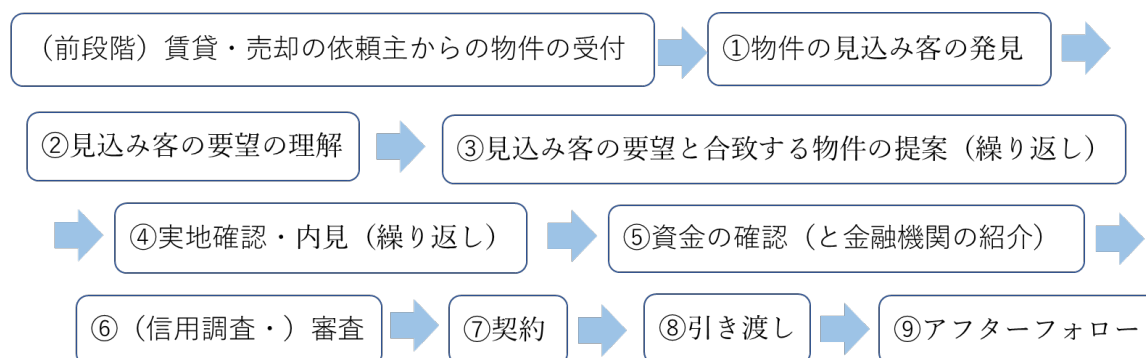 （前段階）賃貸・売却の依頼主からの物件の受付
①物件の見込み客の発見
②見込み客の要望の理解
③見込み客の要望と合致する物件の提案（繰り返し）
④実地確認・内見（繰り返し）
⑤資金の確認（と金融機関の紹介）
⑥（信用調査・）審査
⑦契約
⑧引き渡し
⑨アフターフォロー